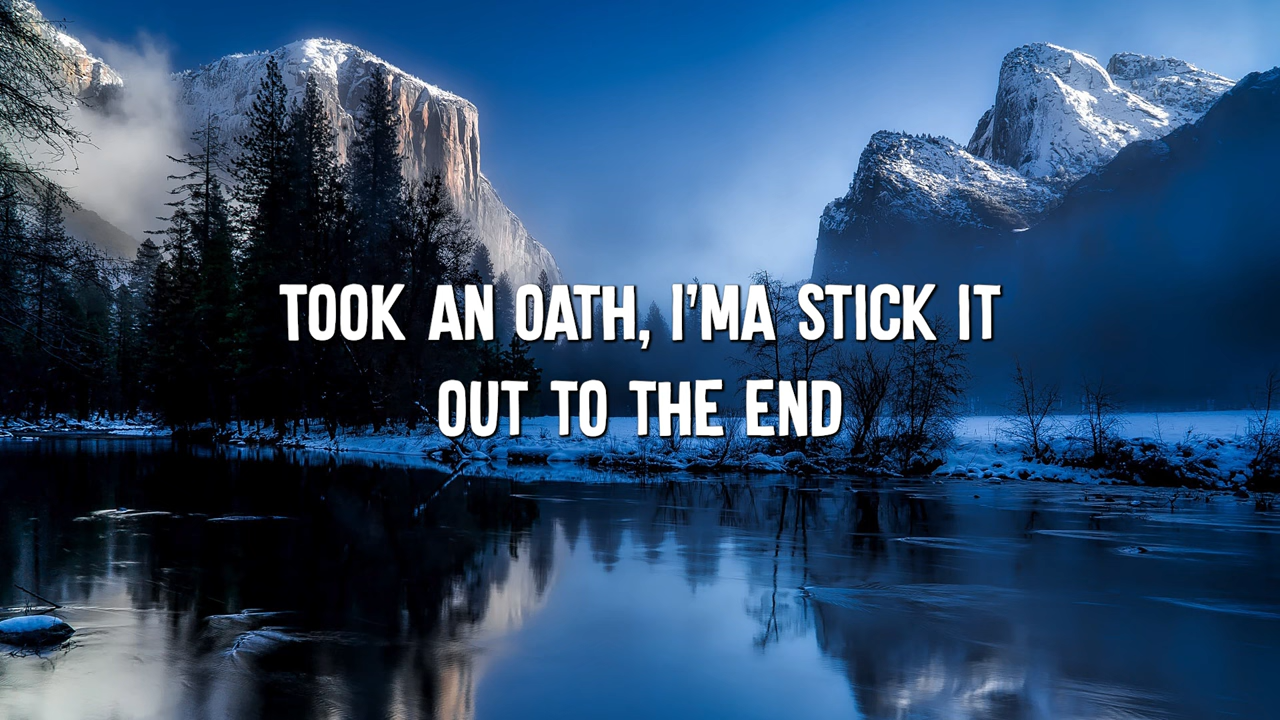 TOOK AN OATH, I'MA STICK IT
OUT TO THE END